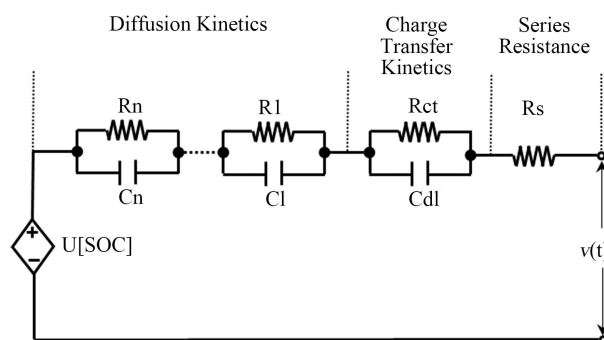 Diffusion Kinetics
Charge
Transfer
Kinetics
Series
Resistance
Rn
R1
Rct
Rs
Cn
Cl
Cdl
+
−
U[SOC]
v(t)